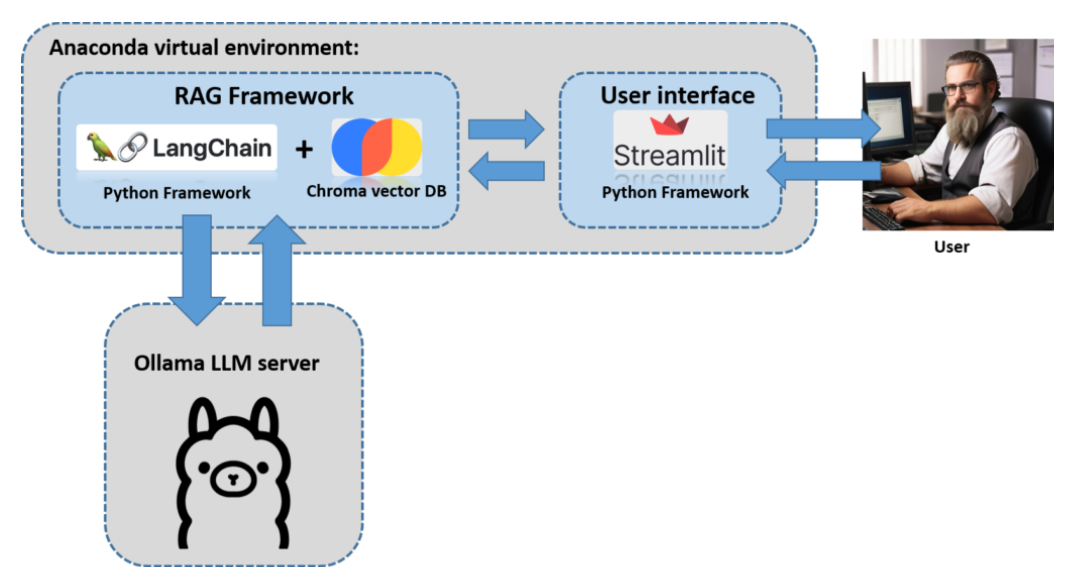 Anaconda virtual environment:
RAG Framework
LangChain
+
Python Framework
Chroma vector DB
User interface
Streamlit
Python Framework
User
Ollama LLM server